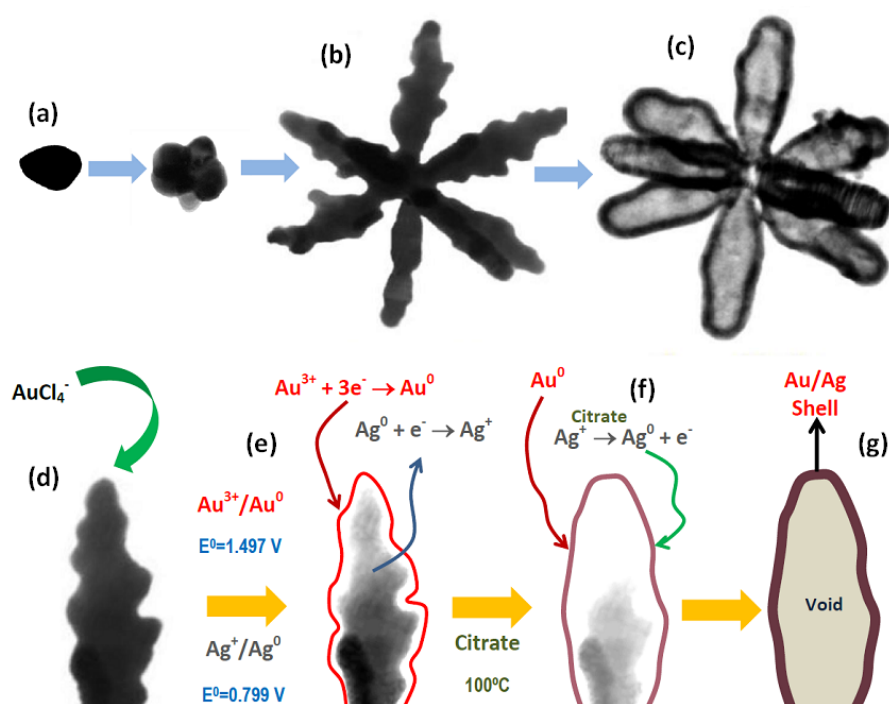 (a)
(b)
(c)
AuCl₄⁻
(d)
Au³⁺/Au⁰
E⁰=1.497 V
Ag⁺/Ag⁰
E⁰=0.799 V
(e)
Au³⁺ + 3e⁻ → Au⁰
Ag⁰ + e⁻ → Ag⁺
Citrate
100ºC
(f)
Au⁰
Citrate
Ag⁺ → Ag⁰ + e⁻
(g)
Au/Ag
Shell
Void